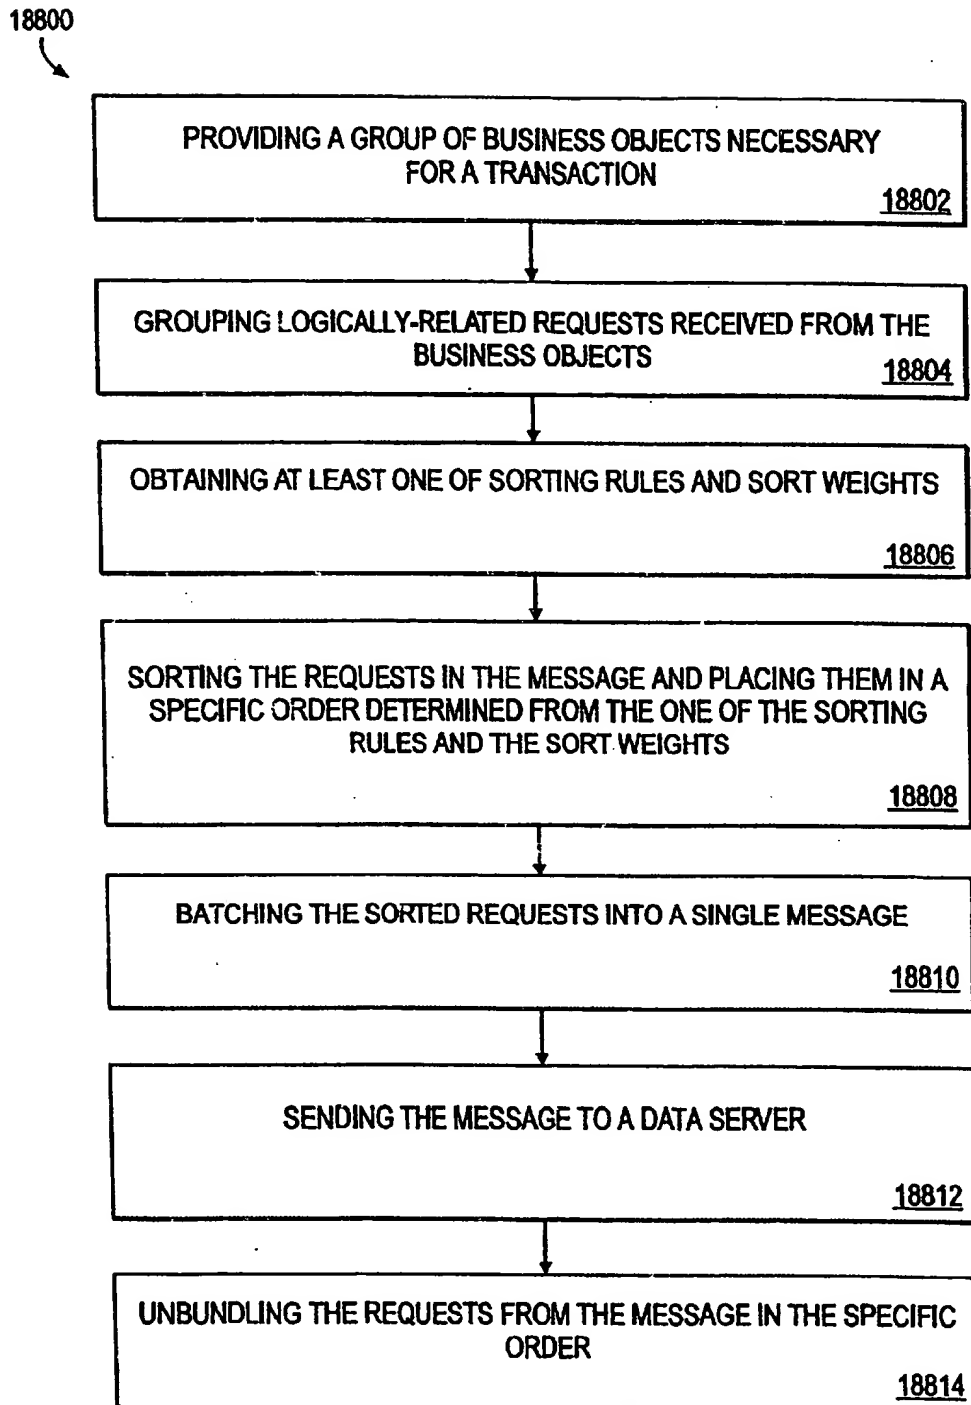 18800
PROVIDING A GROUP OF BUSINESS OBJECTS NECESSARY
FOR A TRANSACTION
18802
GROUPING LOGICALLY-RELATED REQUESTS RECEIVED FROM THE
BUSINESS OBJECTS
18804
OBTAINING AT LEAST ONE OF SORTING RULES AND SORT WEIGHTS
18806
SORTING THE REQUESTS IN THE MESSAGE AND PLACING THEM IN A
SPECIFIC ORDER DETERMINED FROM THE ONE OF THE SORTING
RULES AND THE SORT WEIGHTS
18808
BATCHING THE SORTED REQUESTS INTO A SINGLE MESSAGE
18810
SENDING THE MESSAGE TO A DATA SERVER
18812
UNBUNDLING THE REQUESTS FROM THE MESSAGE IN THE SPECIFIC
ORDER
18814